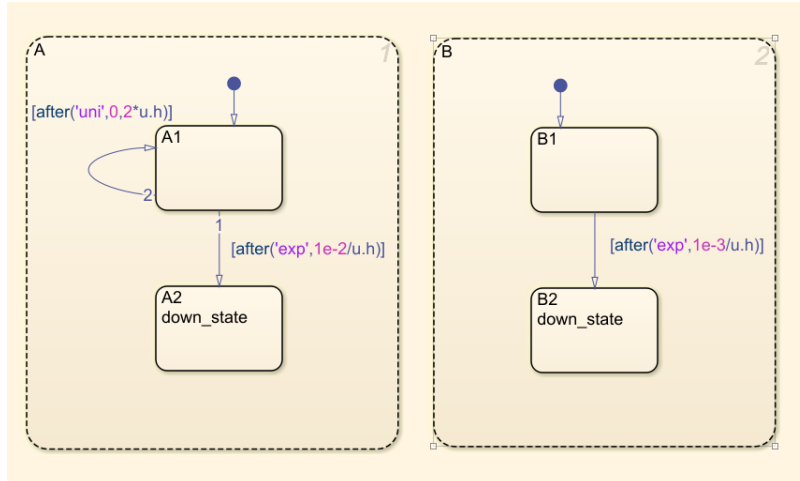 A
1
[after('uni',0,2*u.h)]
A1
2
1
[after('exp',1e-2/u.h)]
A2
down_state
B
2
B1
[after('exp',1e-3/u.h)]
B2
down_state